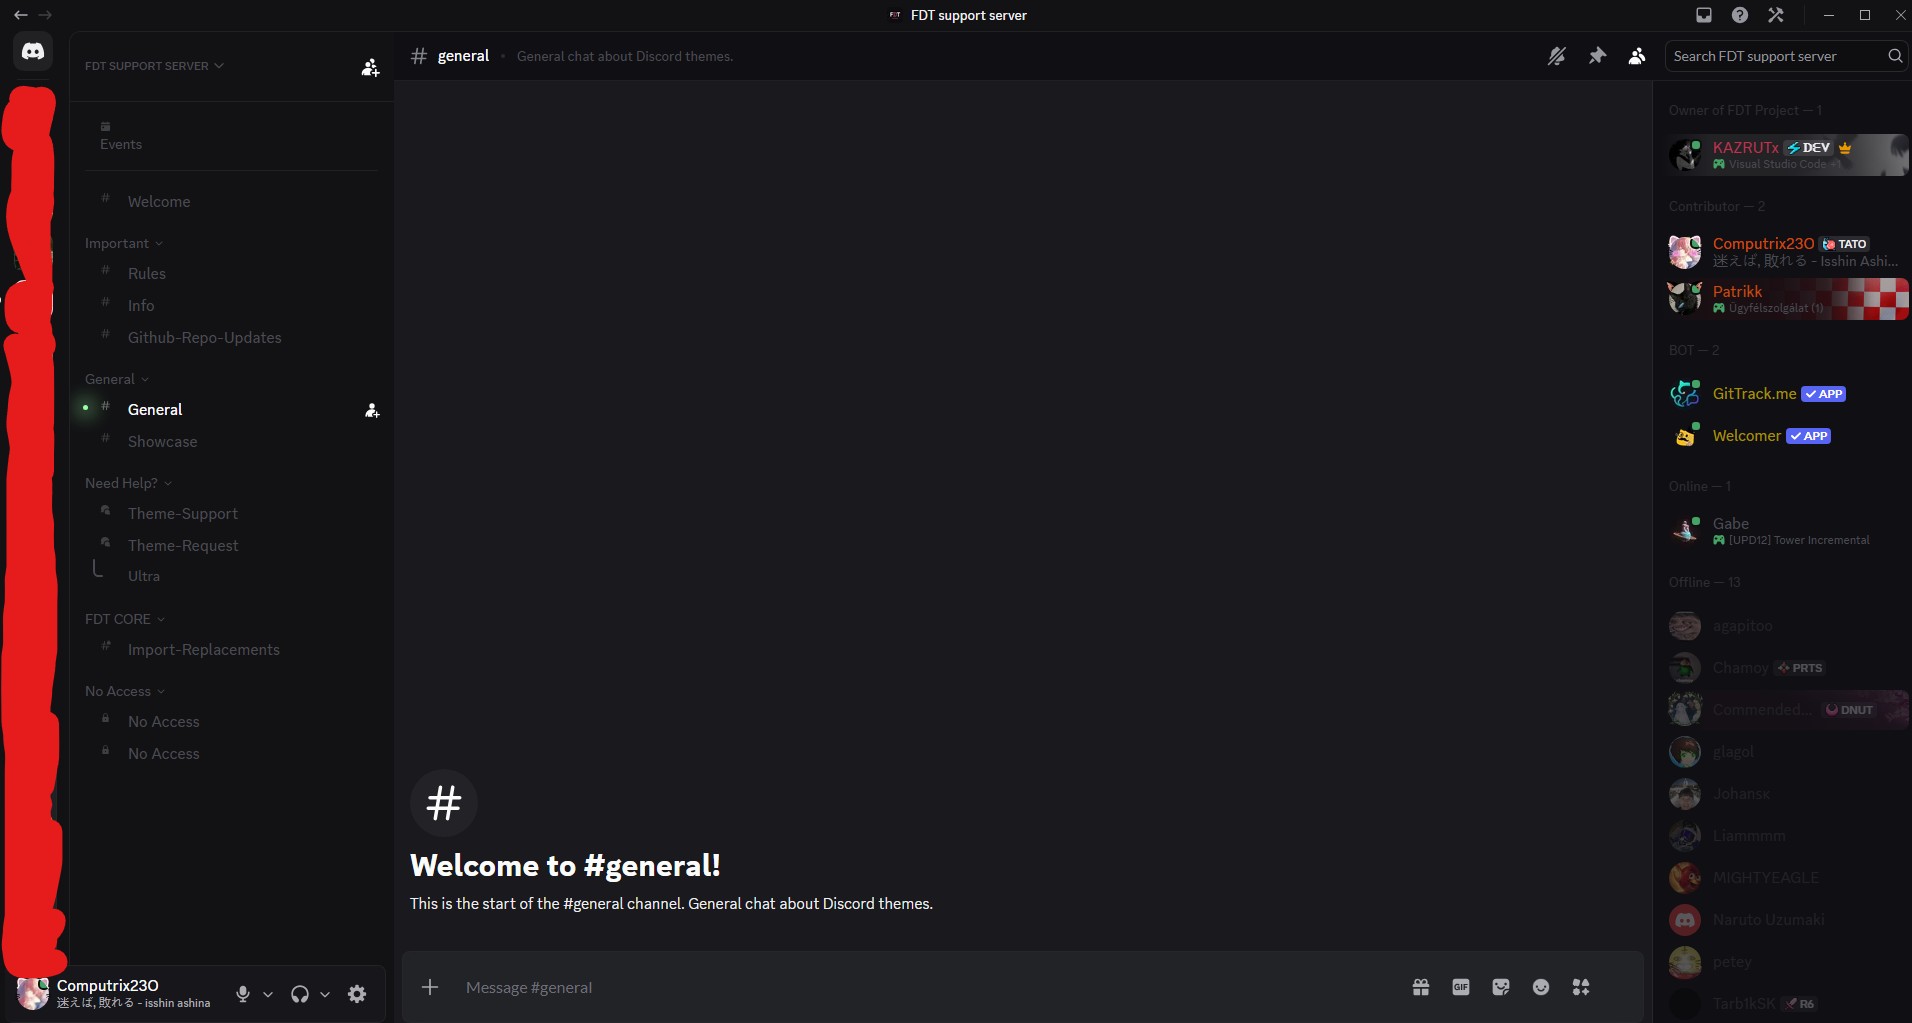 FDT support server
FDT SUPPORT SERVER
Events
Welcome
Important
Rules
Info
Github-Repo-Updates
General
General
Showcase
Need Help?
Theme-Support
Theme-Request
Ultra
FDT CORE
Import-Replacements
No Access
No Access
No Access
Computrix23O
迷えば, 敗れる - isshin ashina
# general
General chat about Discord themes.
Search FDT support server
Welcome to #general!
This is the start of the #general channel. General chat about Discord themes.
Message #general
GIF
Owner of FDT Project — 1
KAZRUTx DEV
Visual Studio Code +1
Contributor — 2
Computrix23O TATO
迷えば, 敗れる - Isshin Ashi...
Patrikk
Ügyfélszolgálat (1)
BOT — 2
GitTrack.me APP
Welcomer APP
Online — 1
Gabe
[UPD12] Tower Incremental
Offline — 13
agapitoo
Chamoy PRTS
Commended... DNUT
glagol
Johansĸ
Liammmm
MIGHTYEAGLE
Naruto Uzumaki
petey
Tarb1kSK R6